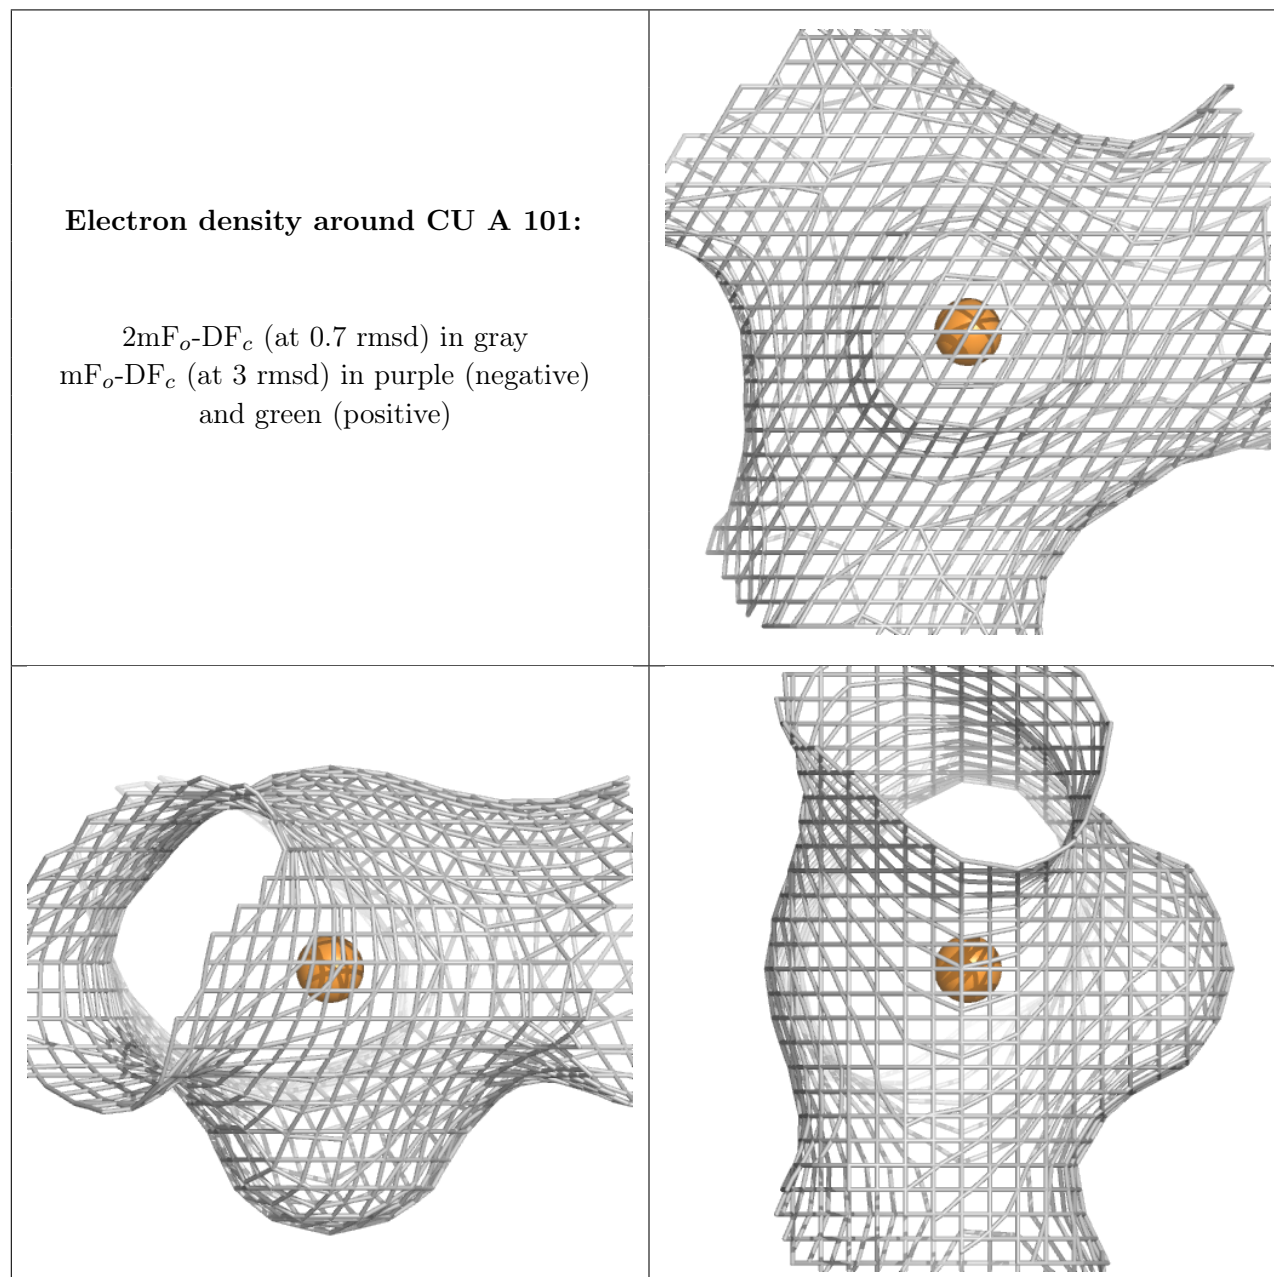 Electron density around CU A 101:
2mFo-DFc (at 0.7 rmsd) in gray
mFo-DFc (at 3 rmsd) in purple (negative)
and green (positive)